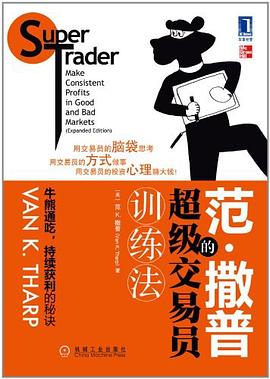 Super
Trader
Make
Consistent
Profits
in Good
and Bad
Markets
(Expanded Edition)
用交易员的脑袋思考
用交易员的方式做事
用交易员的投资心理赚大钱!
范·撒普
的
超级交易员
训练法
牛熊通吃,持续获利的秘诀
VAN K. THARP
(美) 范 K. 撒普 (Van K. Tharp) 著
机械工业出版社
China Machine Press